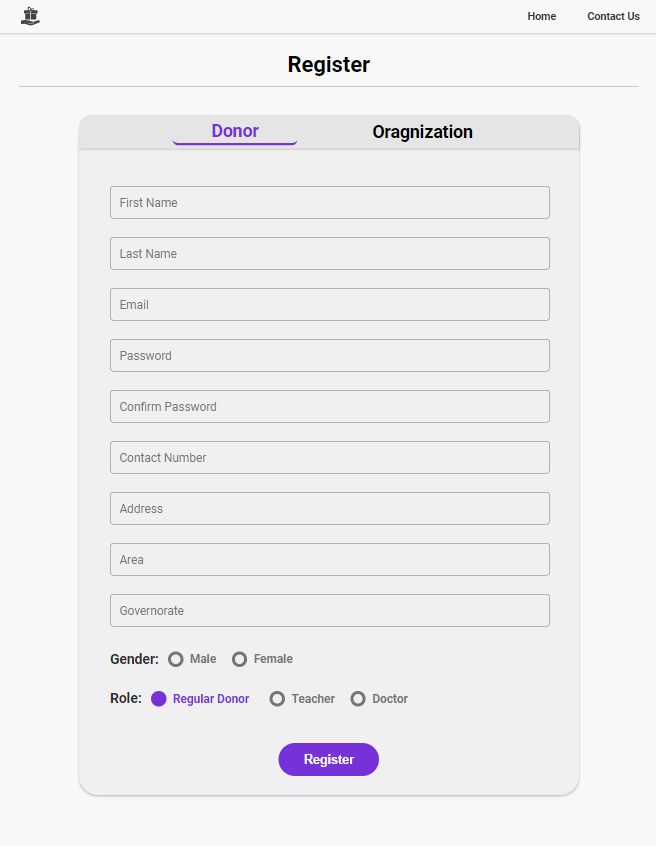 Home Contact Us
Register
Donor Oragnization
First Name
Last Name
Email
Password
Confirm Password
Contact Number
Address
Area
Governorate
Gender: Male Female
Role: Regular Donor Teacher Doctor
Register